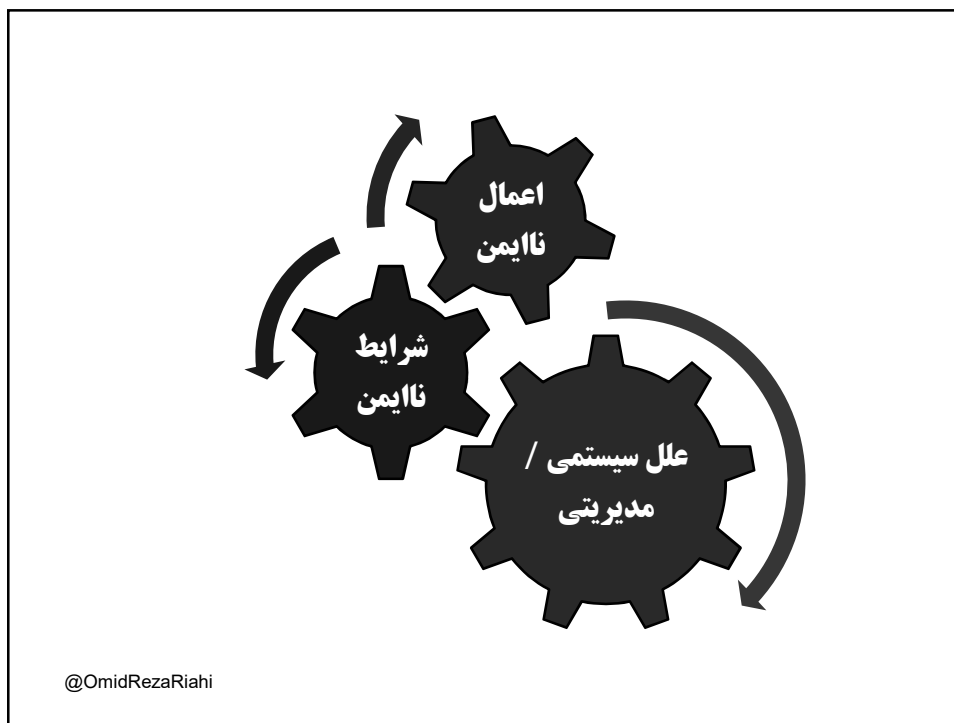 اعمال
ناایمن
شرایط
ناایمن
علل سیستمی /
مدیریتی
@OmidRezaRiahi